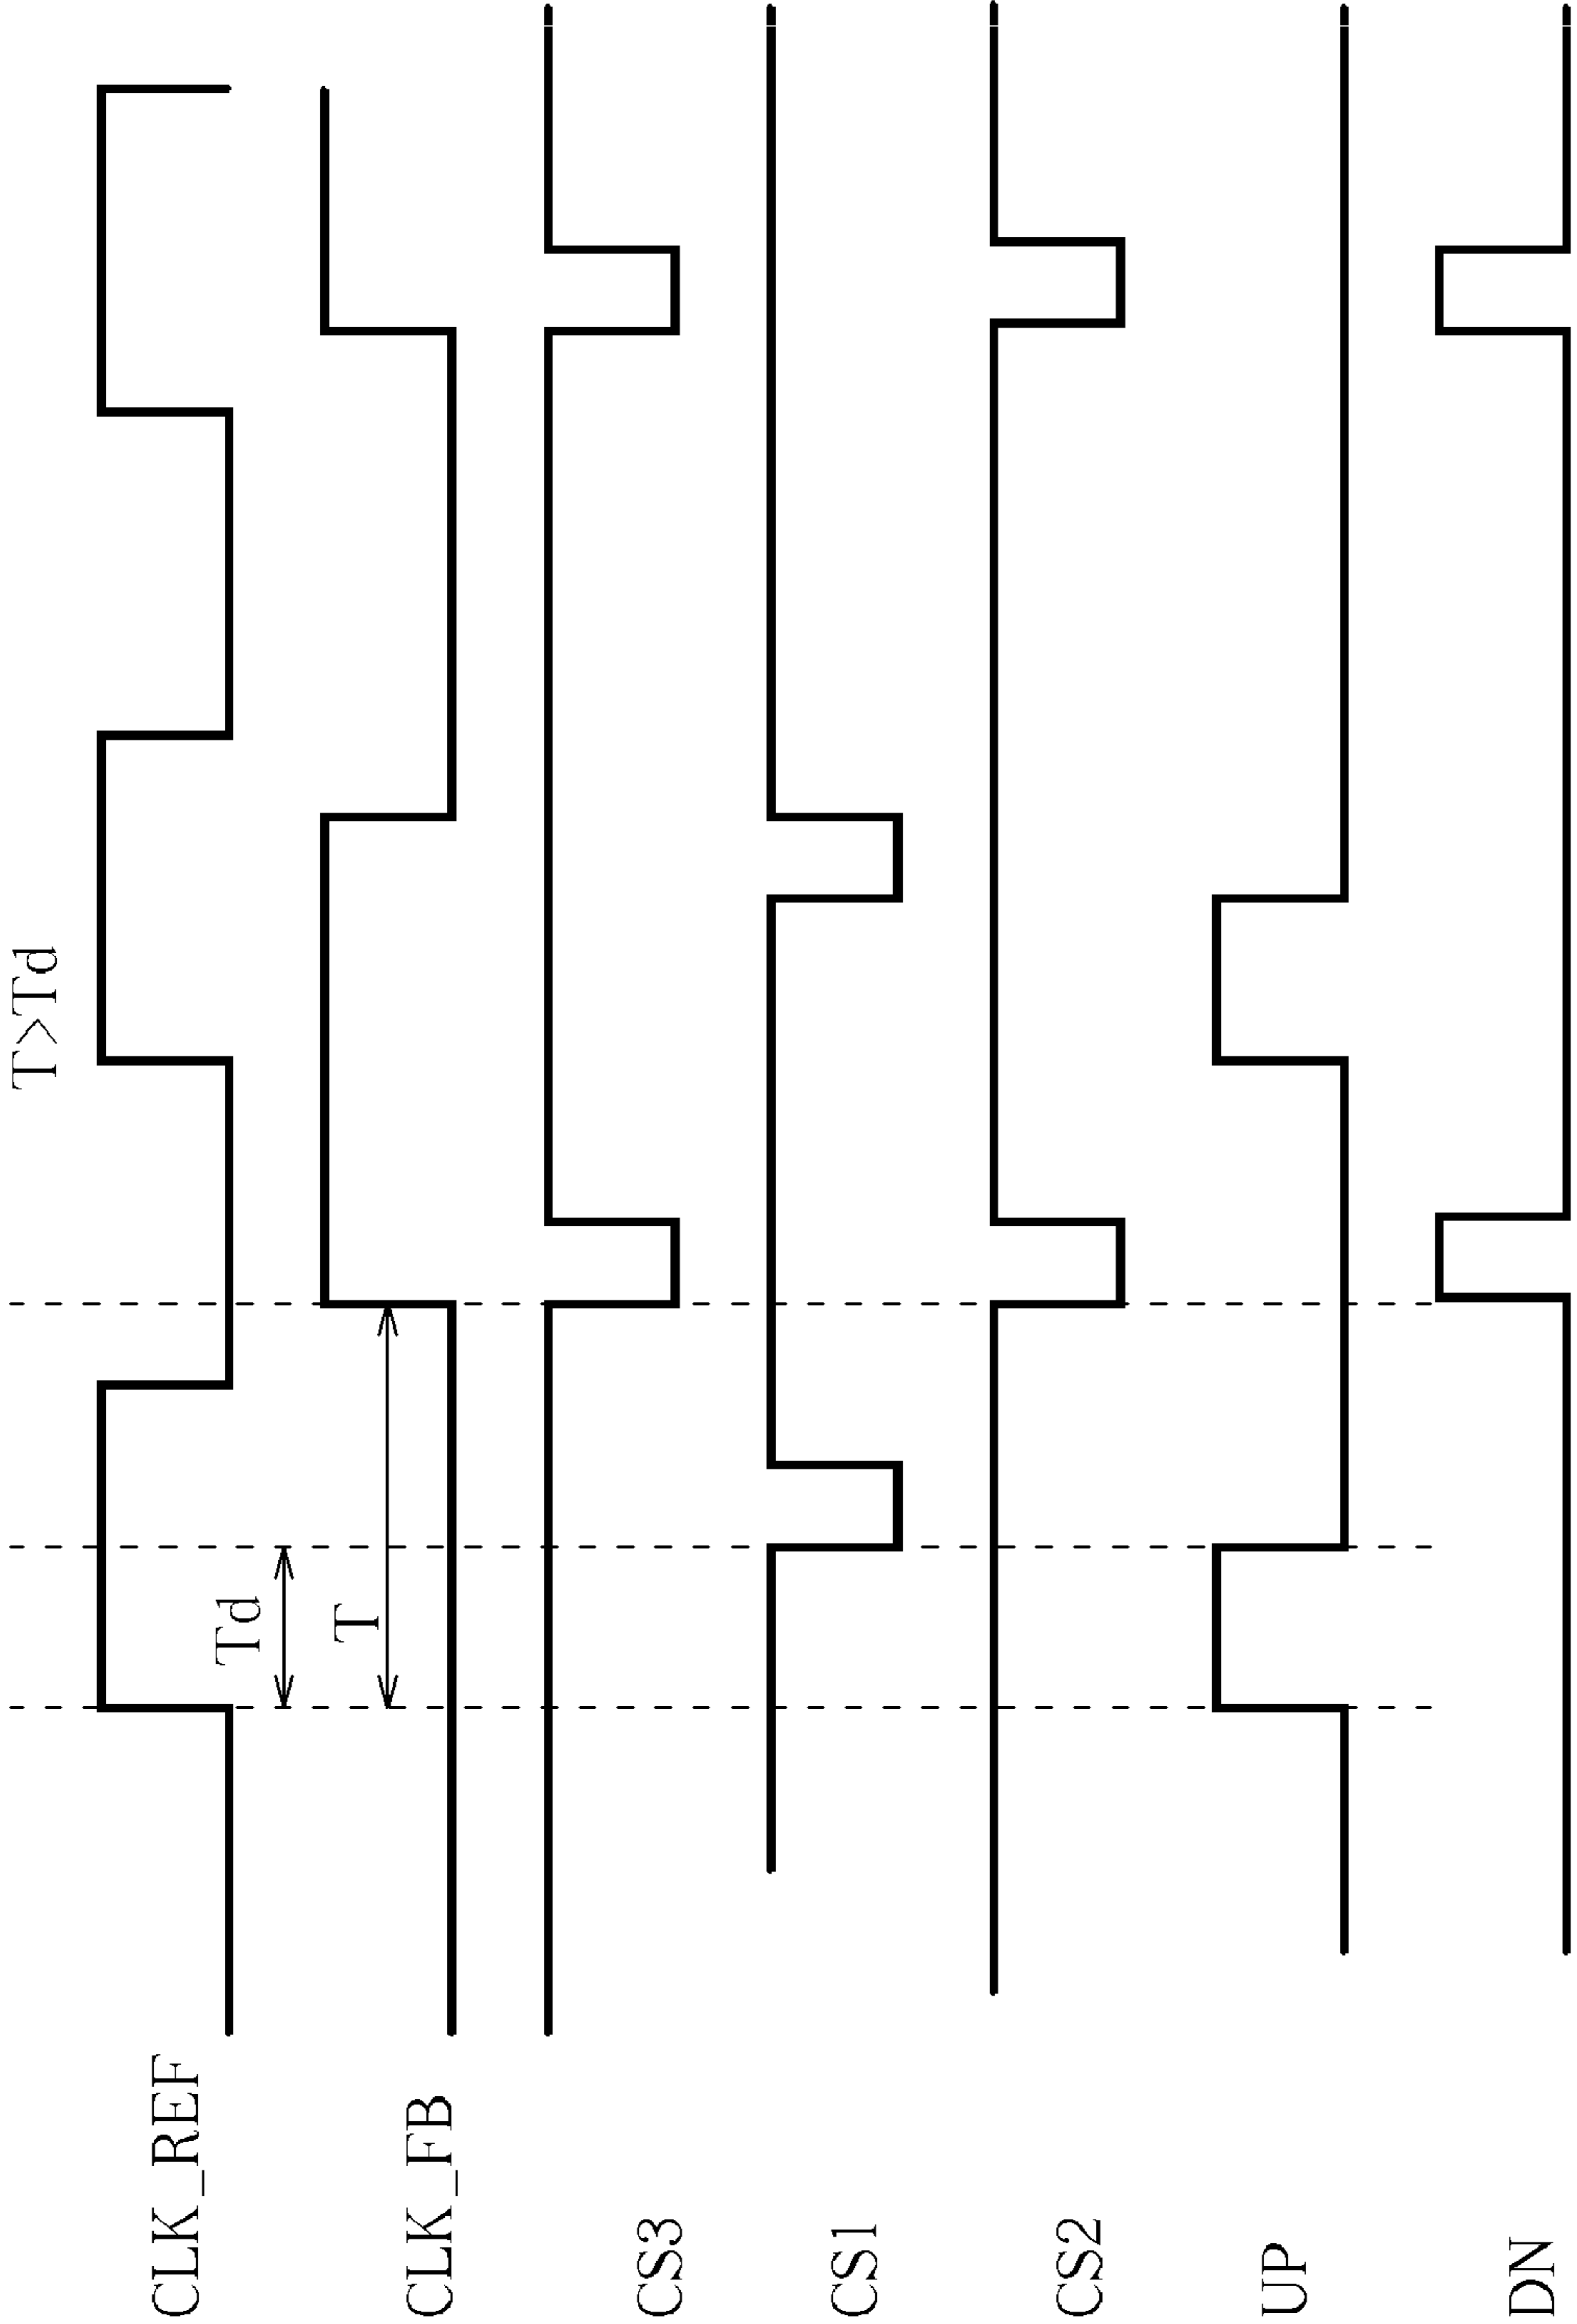 T>Td
CLK_REF
Td
T
CLK_FB
CS3
CS1
CS2
UP
DN